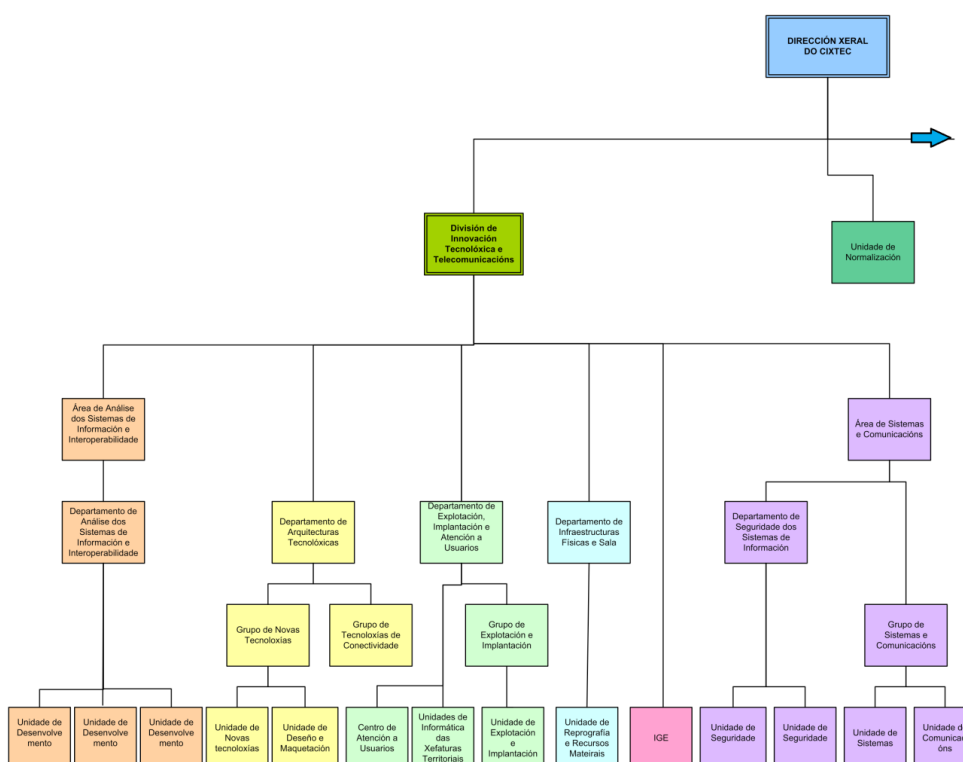 DIRECCIÓN XERAL
DO CIXTEC
División de
Innovación
Tecnolóxica e
Telecomunicacións
Unidade de
Normalización
Área de Análise
dos Sistemas de
Información e
Interoperabilidade
Área de Sistemas
e Comunicacións
Departamento de
Análise dos
Sistemas de
Información e
Interoperabilidade
Departamento de
Arquitecturas
Tecnolóxicas
Departamento de
Explotación,
Implantación e
Atención a
Usuarios
Departamento de
Infraestructuras
Físicas e Sala
Departamento de
Seguridade dos
Sistemas de
Información
Grupo de Novas
Tecnoloxías
Grupo de
Tecnoloxías de
Conectividade
Grupo de
Explotación e
Implantación
Grupo de
Sistemas e
Comunicacións
Unidade de
Desenvolve
mento
Unidade de
Desenvolve
mento
Unidade de
Desenvolve
mento
Unidade de
Novas
tecnoloxías
Unidade de
Deseño e
Maquetación
Centro de
Atención a
Usuarios
Unidades de
Informática
das
Xefaturas
Territoriais
Unidade de
Explotación
e
Implantación
Unidade de
Reprografía
e Recursos
Mateirais
IGE
Unidade de
Seguridade
Unidade de
Seguridade
Unidade de
Sistemas
Unidade de
Comunicaci
óns